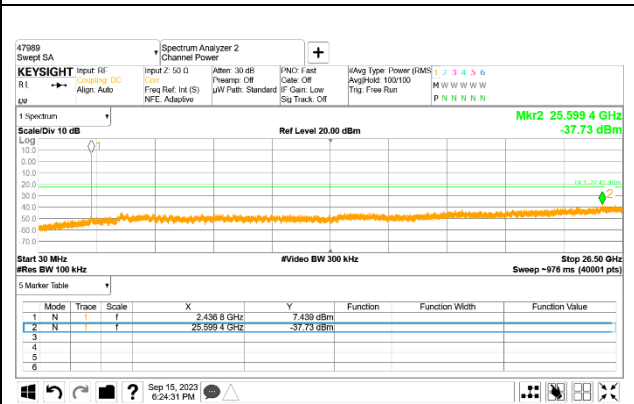 47989
Swept SA
Spectrum Analyzer 2
Channel Power
+
KEYSIGHT Input: RF Input Z: 50 Ω Atten: 30 dB PNO: Fast #Avg Type: Power (RMS 1 2 3 4 5 6
RL Coupling: DC Corr Preamp: Off Gate: Off Avg|Hold: 100/100 M W W W W W
Align: Auto Freq Ref: Int (S) µW Path: Standard IF Gain: Low Trig: Free Run
NFE: Adaptive Sig Track: Off P N N N N N
1 Spectrum Mkr2 25.599 4 GHz
Scale/Div 10 dB Ref Level 20.00 dBm -37.73 dBm
Log
10.0 1
0.00
-10.0
-20.0
-30.0 2
-40.0
-50.0
-60.0
-70.0
Start 30 MHz #Video BW 300 kHz Stop 26.50 GHz
#Res BW 100 kHz Sweep ~976 ms (40001 pts)
5 Marker Table
Mode Trace Scale X Y Function Function Width Function Value
1 N 1 f 2.436 8 GHz 7.439 dBm
2 N 1 f 25.599 4 GHz -37.73 dBm
3
4
5
6
? Sep 15, 2023
6:24:31 PM